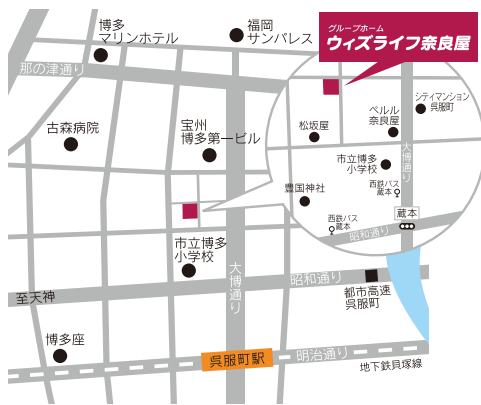 博多
マリンホテル
福岡
サンパレス
グループホーム
ウィズライフ奈良屋
那の津通り
シティマンション
呉服町
ペルル
奈良屋
松坂屋
古森病院
宝州
博多第一ビル
大博通り
市立博多
小学校
西鉄バス
蔵本
豊国神社
西鉄バス
蔵本
蔵本
昭和通り
市立博多
小学校
大博通り
昭和通り
都市高速
呉服町
至天神
博多座
呉服町駅
明治通り
地下鉄貝塚線